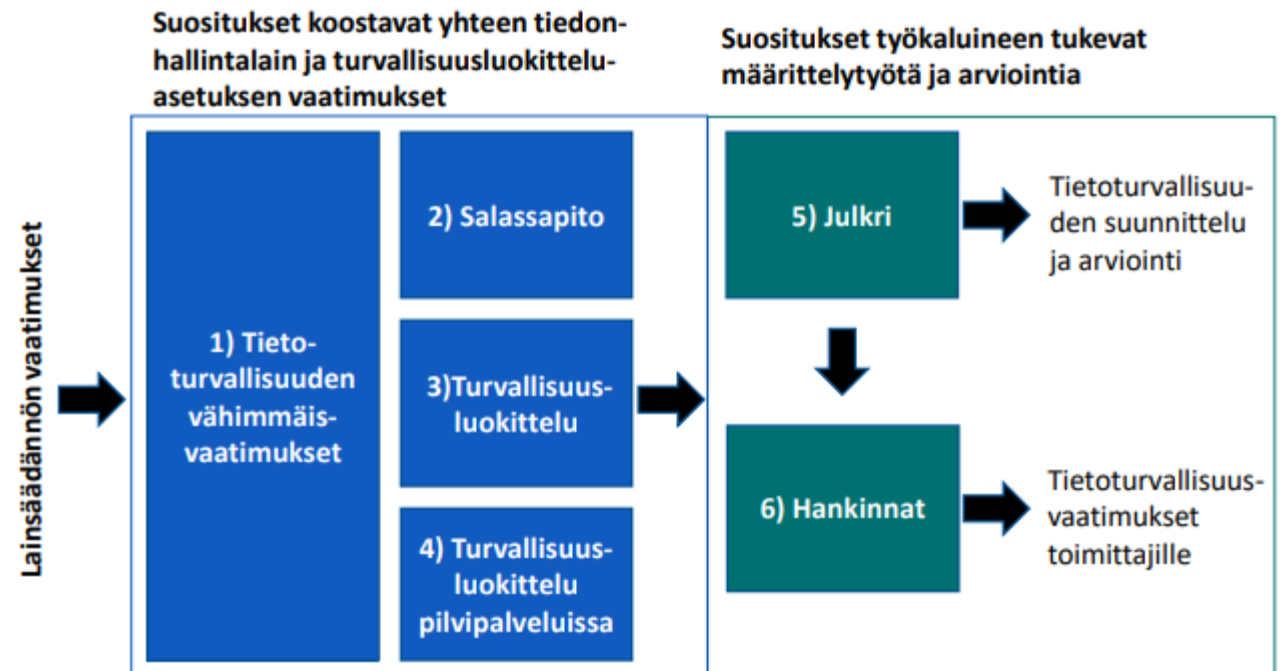 Suositukset koostavat yhteen tiedon-
hallintalain ja turvallisuusluokittelu-
asetuksen vaatimukset
Suositukset työkaluineen tukevat
määrittelytyötä ja arviointia
Lainsäädännön vaatimukset
1) Tieto-
turvallisuuden
vähimmäis-
vaatimukset
2) Salassapito
3)Turvallisuus-
luokittelu
4) Turvallisuus-
luokittelu
pilvipalveluissa
5) Julkri
Tietoturvallisuu-
den suunnittelu
ja arviointi
6) Hankinnat
Tietoturvallisuus-
vaatimukset
toimittajille